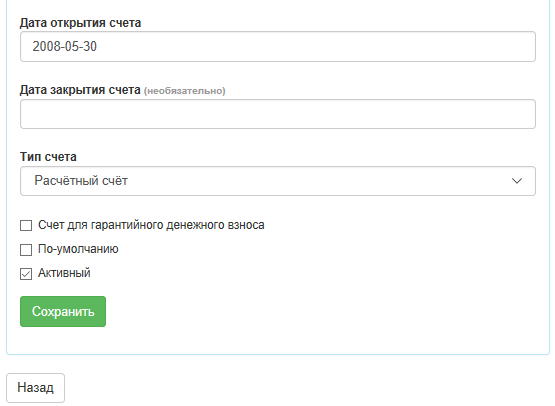 Дата открытия счета
2008-05-30
Дата закрытия счета (необязательно)
Тип счета
Расчётный счёт
Счет для гарантийного денежного взноса
По-умолчанию
Активный
Сохранить
Назад